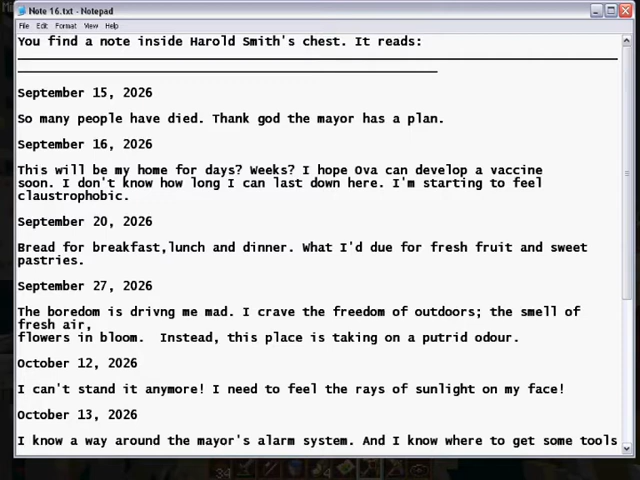 Note 16.txt - Notepad
File Edit Format View Help
You find a note inside Harold Smith's chest. It reads:
September 15, 2026
So many people have died. Thank god the mayor has a plan.
September 16, 2026
This will be my home for days? Weeks? I hope Ova can develop a vaccine
soon. I don't know how long I can last down here. I'm starting to feel
claustrophobic.
September 20, 2026
Bread for breakfast,lunch and dinner. What I'd due for fresh fruit and sweet
pastries.
September 27, 2026
The boredom is drivng me mad. I crave the freedom of outdoors; the smell of
fresh air,
flowers in bloom.  Instead, this place is taking on a putrid odour.
October 12, 2026
I can't stand it anymore! I need to feel the rays of sunlight on my face!
October 13, 2026
I know a way around the mayor's alarm system. And I know where to get some tools